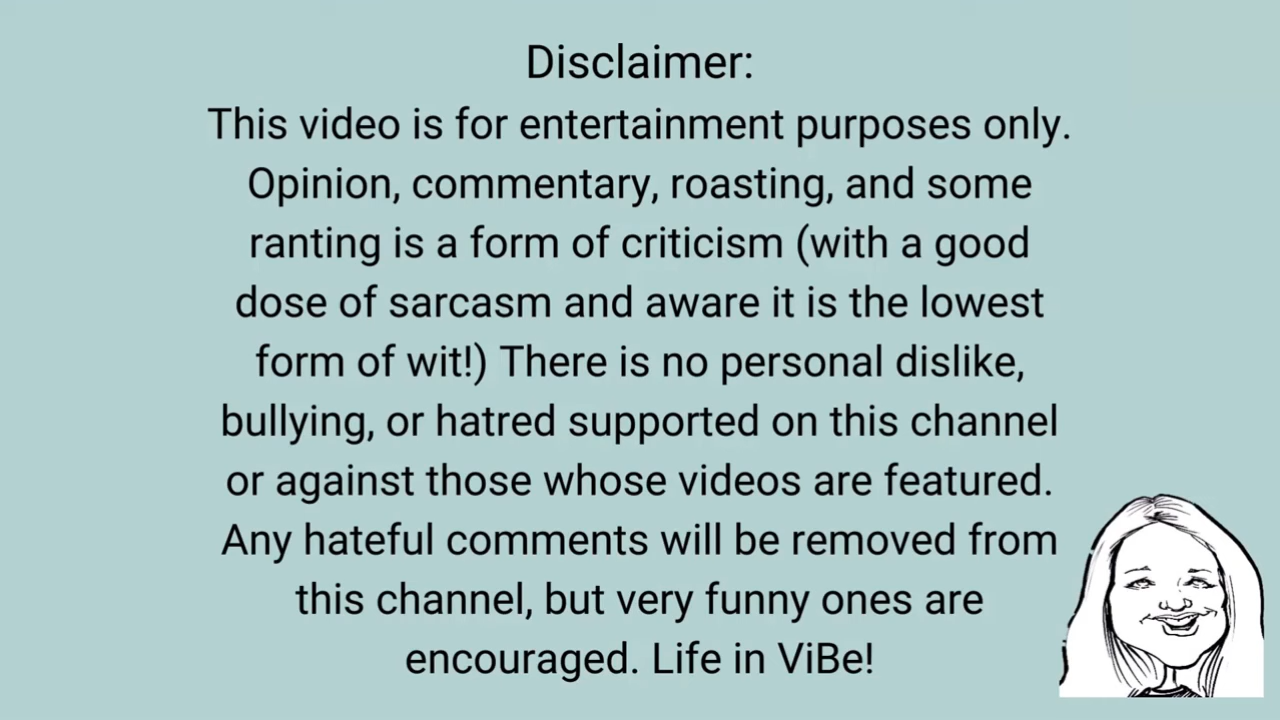 Disclaimer:
This video is for entertainment purposes only.
Opinion, commentary, roasting, and some
ranting is a form of criticism (with a good
dose of sarcasm and aware it is the lowest
form of wit!) There is no personal dislike,
bullying, or hatred supported on this channel
or against those whose videos are featured.
Any hateful comments will be removed from
this channel, but very funny ones are
encouraged. Life in ViBe!